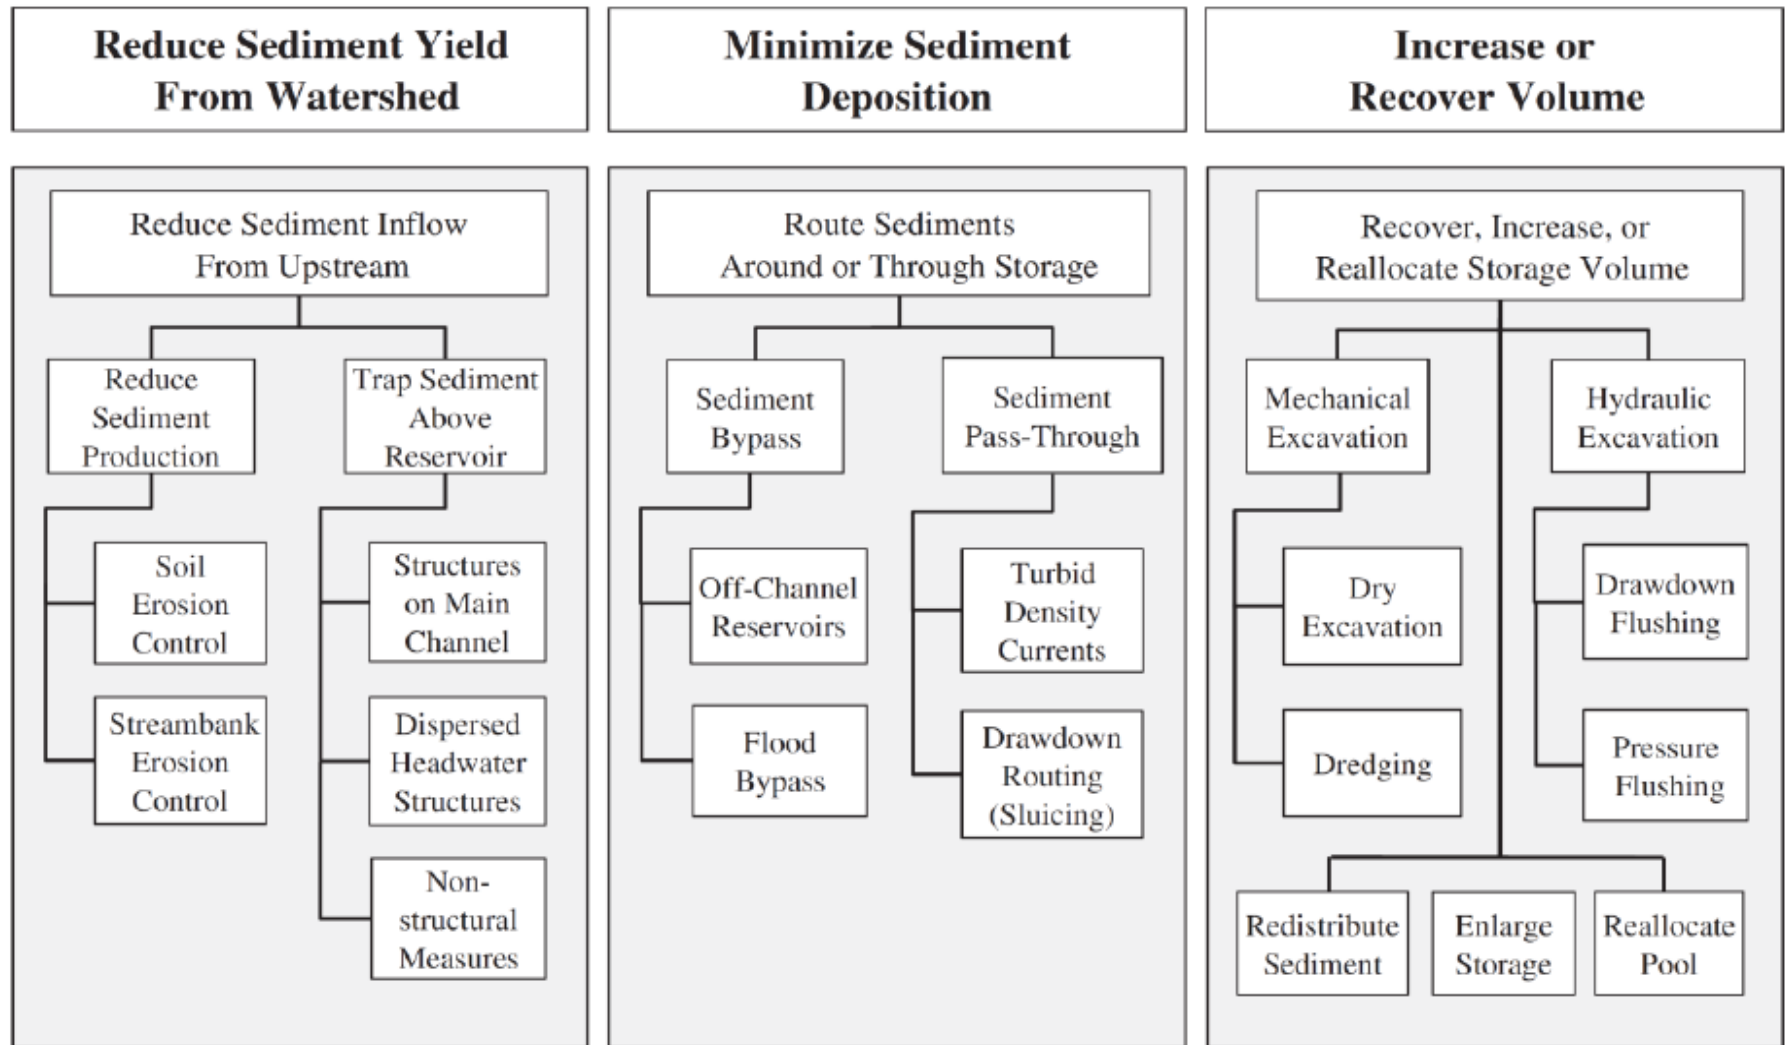 Reduce Sediment Yield
From Watershed
Minimize Sediment
Deposition
Increase or
Recover Volume
Reduce Sediment Inflow
From Upstream
Reduce
Sediment
Production
Trap Sediment
Above
Reservoir
Soil
Erosion
Control
Structures
on Main
Channel
Streambank
Erosion
Control
Dispersed
Headwater
Structures
Non-
structural
Measures
Route Sediments
Around or Through Storage
Sediment
Bypass
Sediment
Pass-Through
Off-Channel
Reservoirs
Turbid
Density
Currents
Flood
Bypass
Drawdown
Routing
(Sluicing)
Recover, Increase, or
Reallocate Storage Volume
Mechanical
Excavation
Hydraulic
Excavation
Dry
Excavation
Drawdown
Flushing
Dredging
Pressure
Flushing
Redistribute
Sediment
Enlarge
Storage
Reallocate
Pool